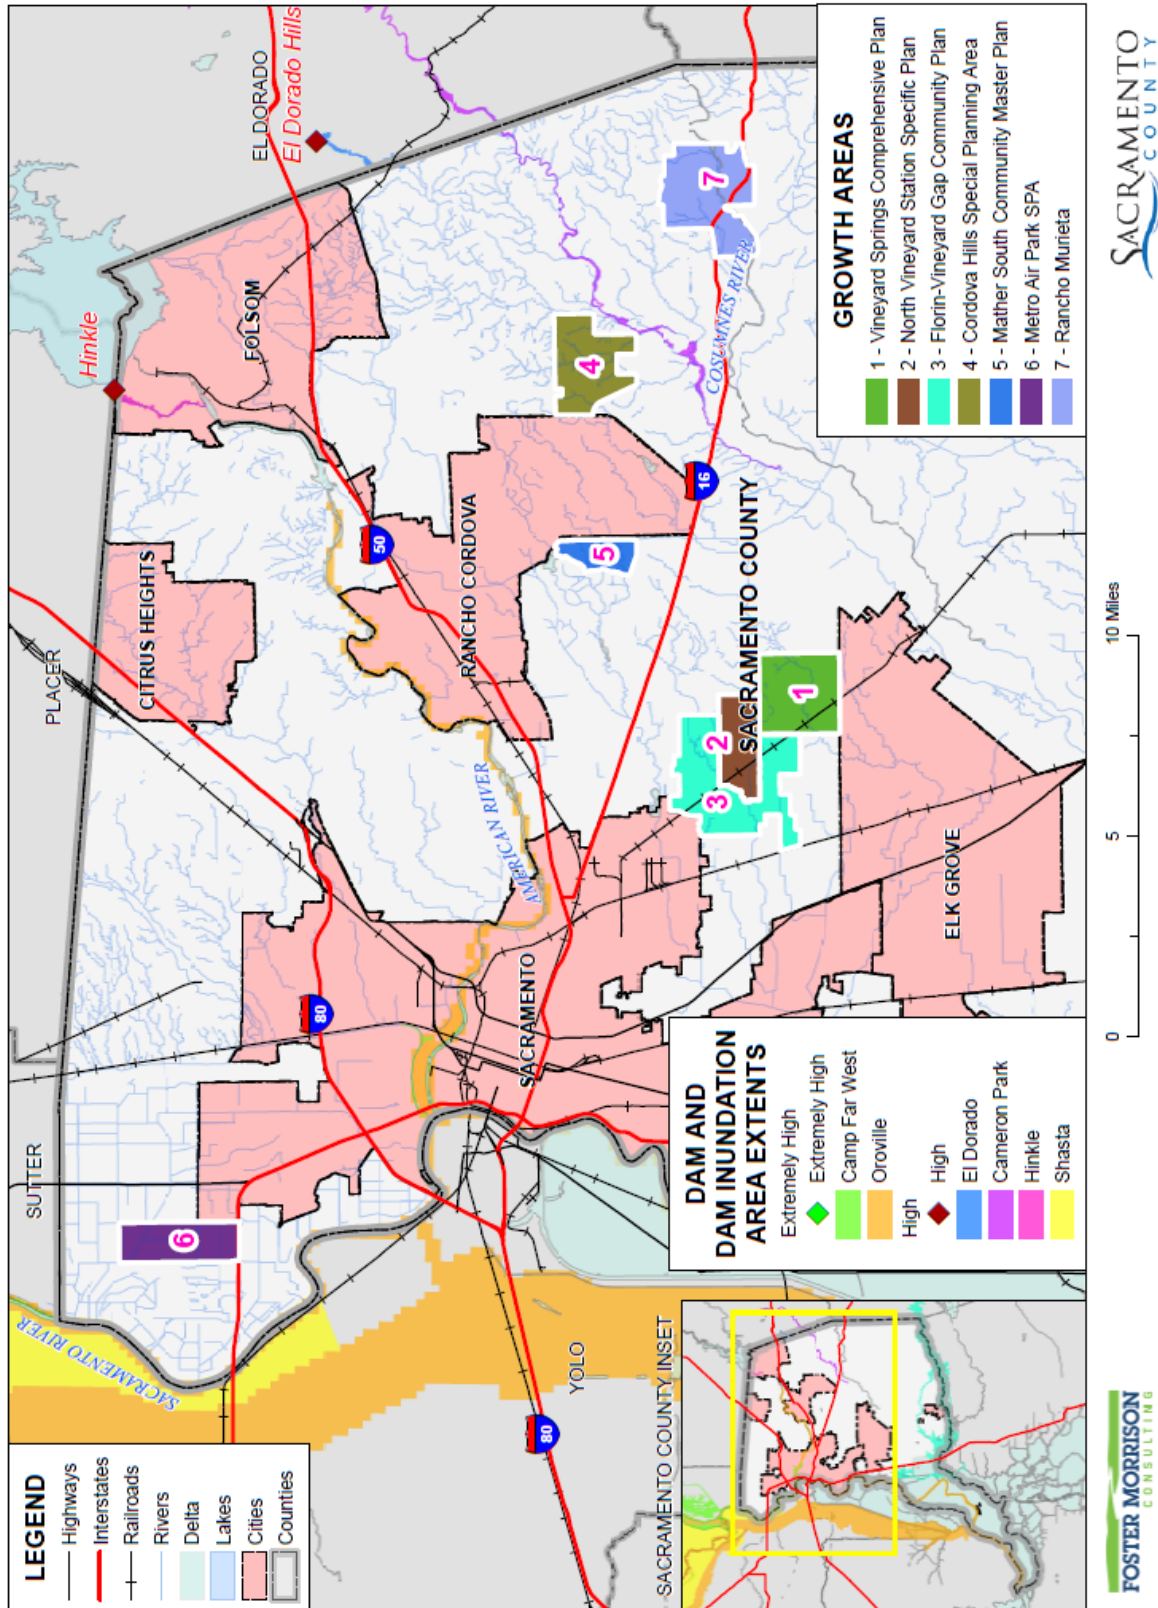 LEGEND
Highways
Interstates
Railroads
Rivers
Delta
Lakes
Cities
Counties
SUTTER
PLACER
EL DORADO
El Dorado Hills
Hinkle
FOLSOM
CITRUS HEIGHTS
SACRAMENTO RIVER
6
80
50
RANCHO CORDOVA
AMERICAN RIVER
SACRAMENTO
4
5
YOLO
80
16
COSUMNES RIVER
7
SACRAMENTO COUNTY
3
2
1
ELK GROVE
SACRAMENTO COUNTY INSET
DAM AND
DAM INUNDATION
AREA EXTENTS
Extremely High
Extremely High
Camp Far West
Oroville
High
High
El Dorado
Cameron Park
Hinkle
Shasta
GROWTH AREAS
1 - Vineyard Springs Comprehensive Plan
2 - North Vineyard Station Specific Plan
3 - Florin-Vineyard Gap Community Plan
4 - Cordova Hills Special Planning Area
5 - Mather South Community Master Plan
6 - Metro Air Park SPA
7 - Rancho Murieta
0 5 10 Miles
FOSTER MORRISON
CONSULTING
SACRAMENTO
COUNTY